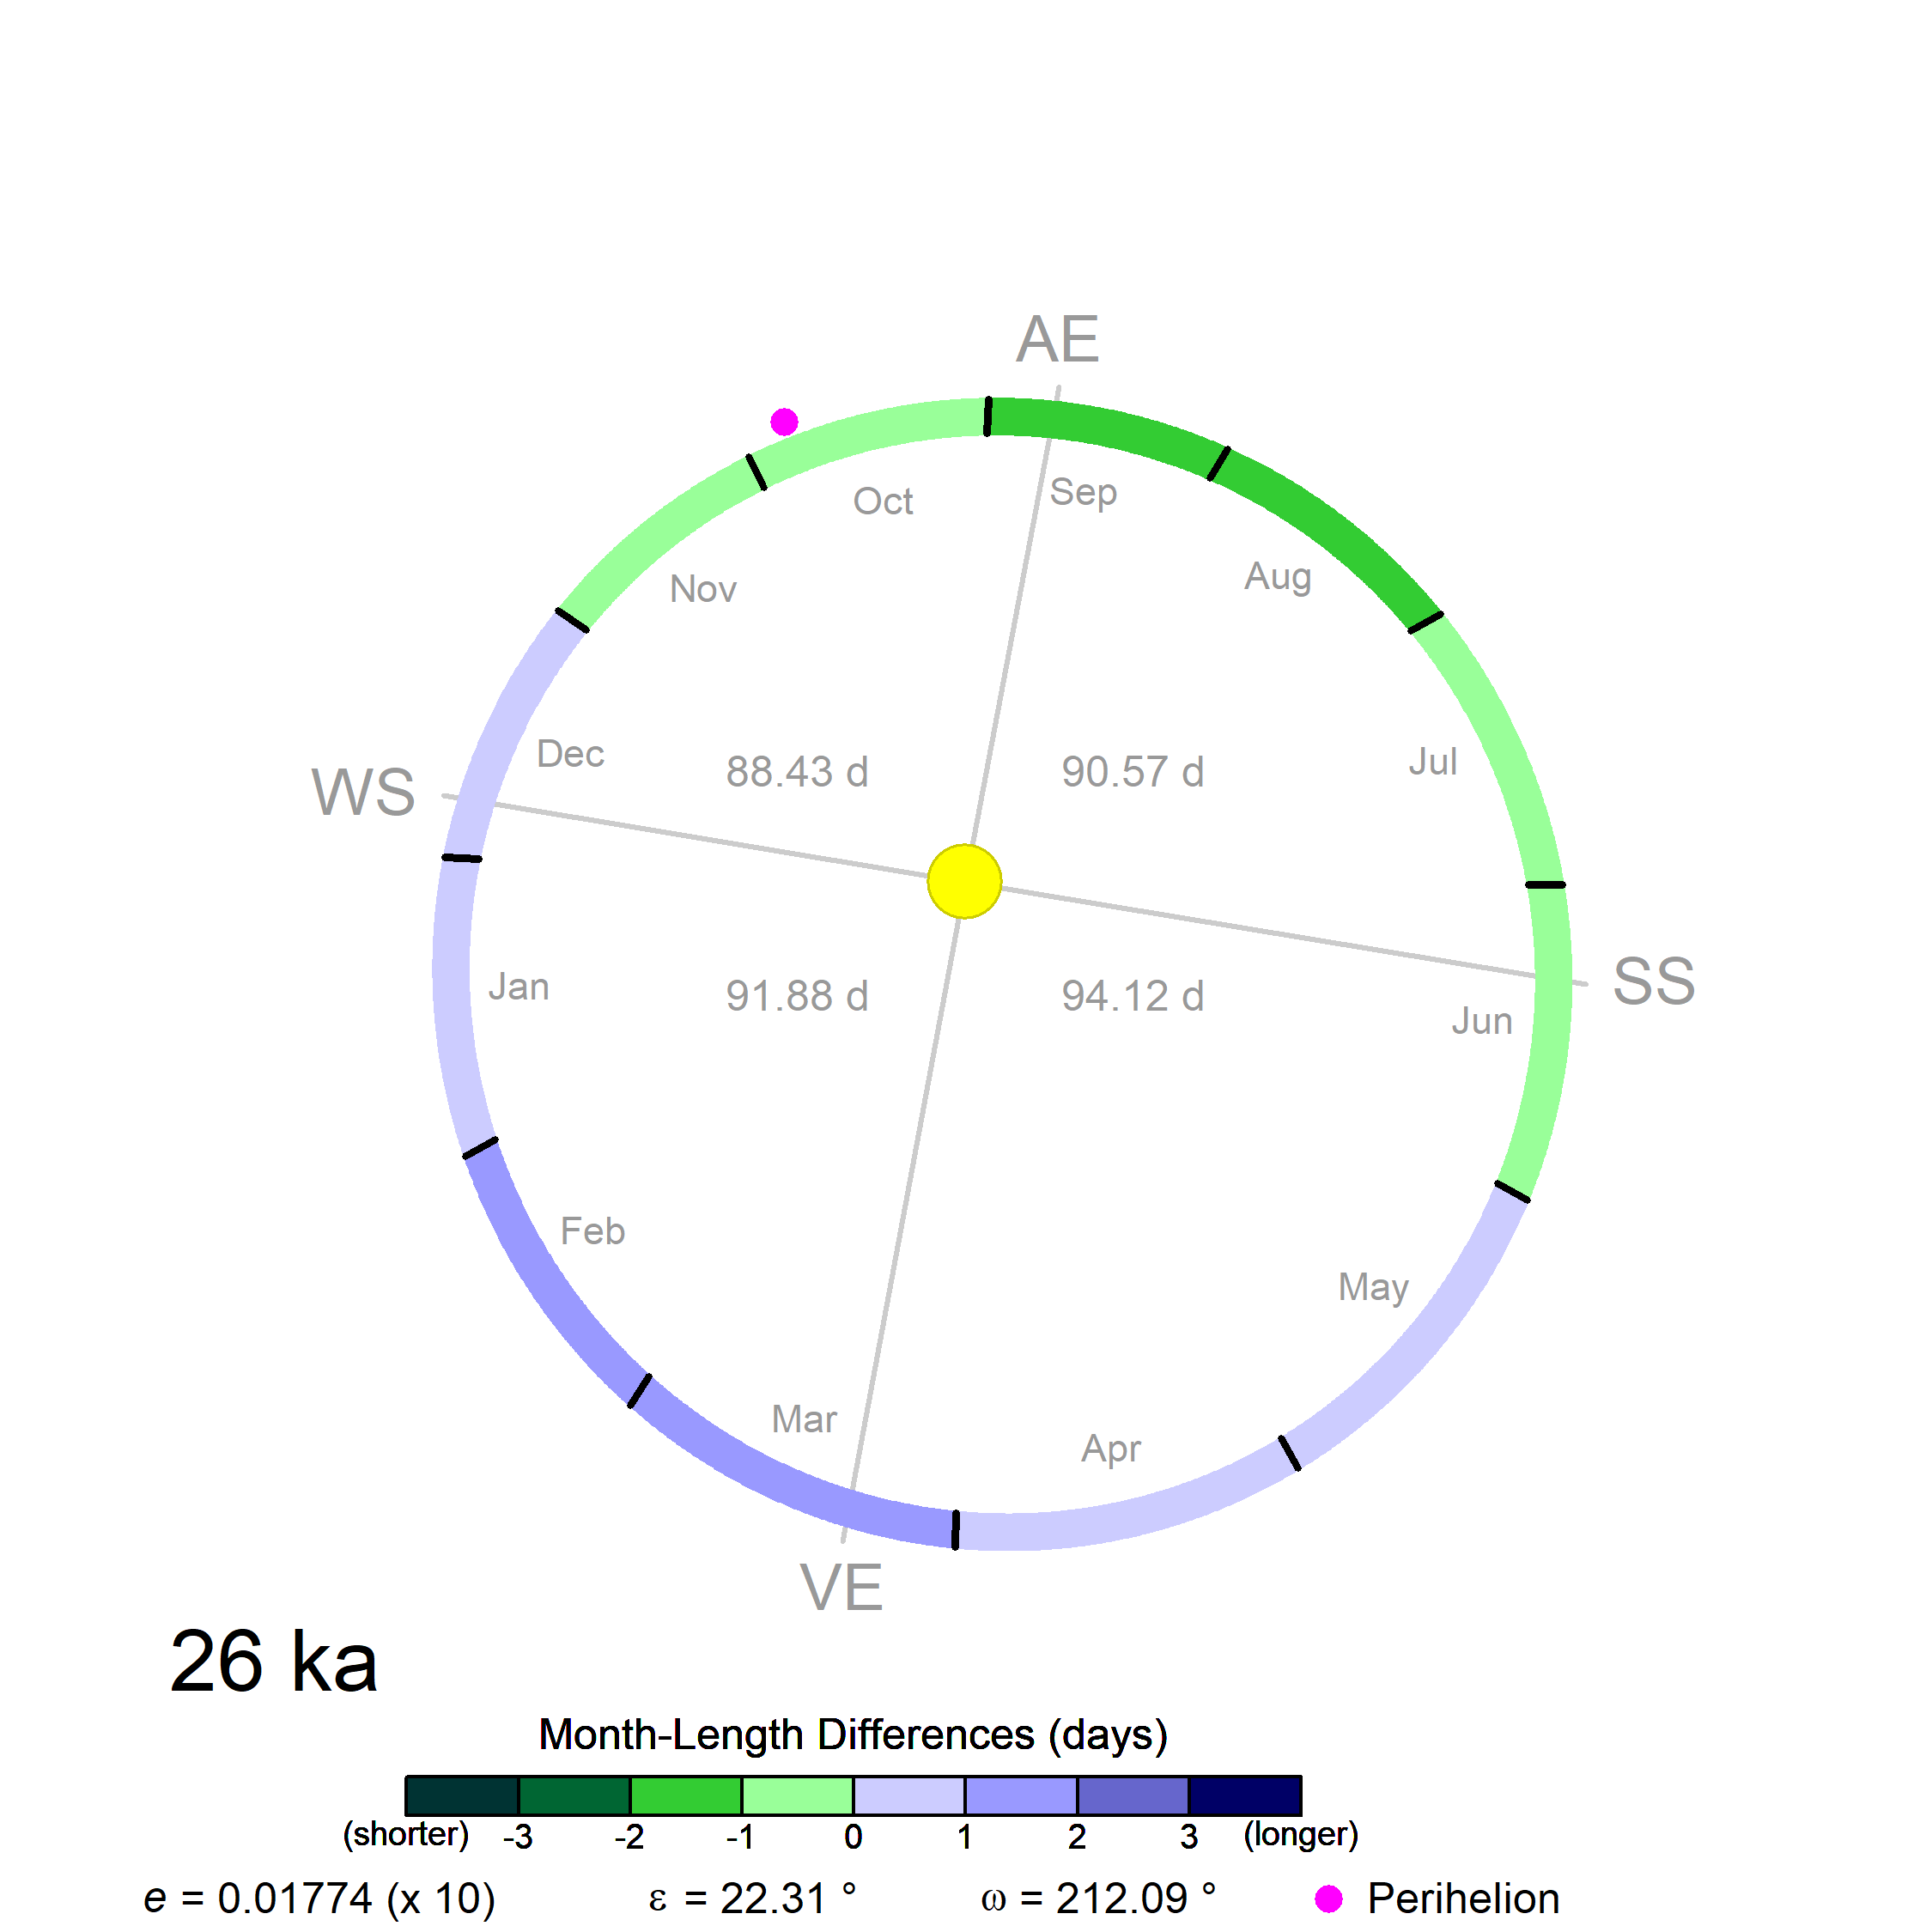 AE
Sep
Oct
Aug
Nov
Dec
Jul
WS
88.43 d
90.57 d
SS
Jan
91.88 d
94.12 d
Jun
Feb
May
Mar
Apr
VE
26 ka
Month-Length Differences (days)
(shorter) -3 -2 -1 0 1 2 3 (longer)
e = 0.01774 (x 10) ε = 22.31 ° ω = 212.09 ° Perihelion